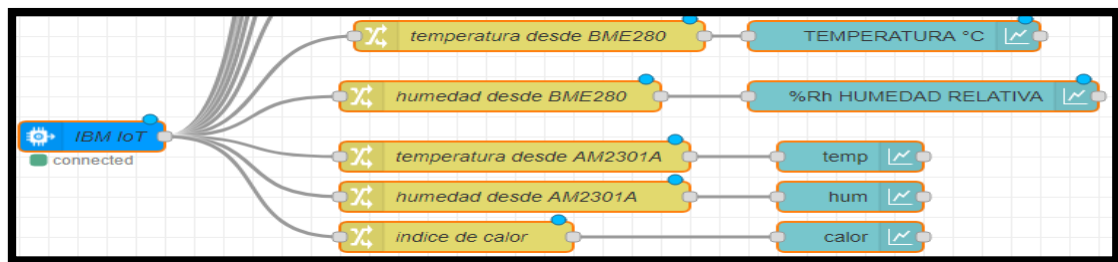 temperatura desde BME280 TEMPERATURA °C
humedad desde BME280 %Rh HUMEDAD RELATIVA
IBM IoT
connected
temperatura desde AM2301A temp
humedad desde AM2301A hum
indice de calor calor